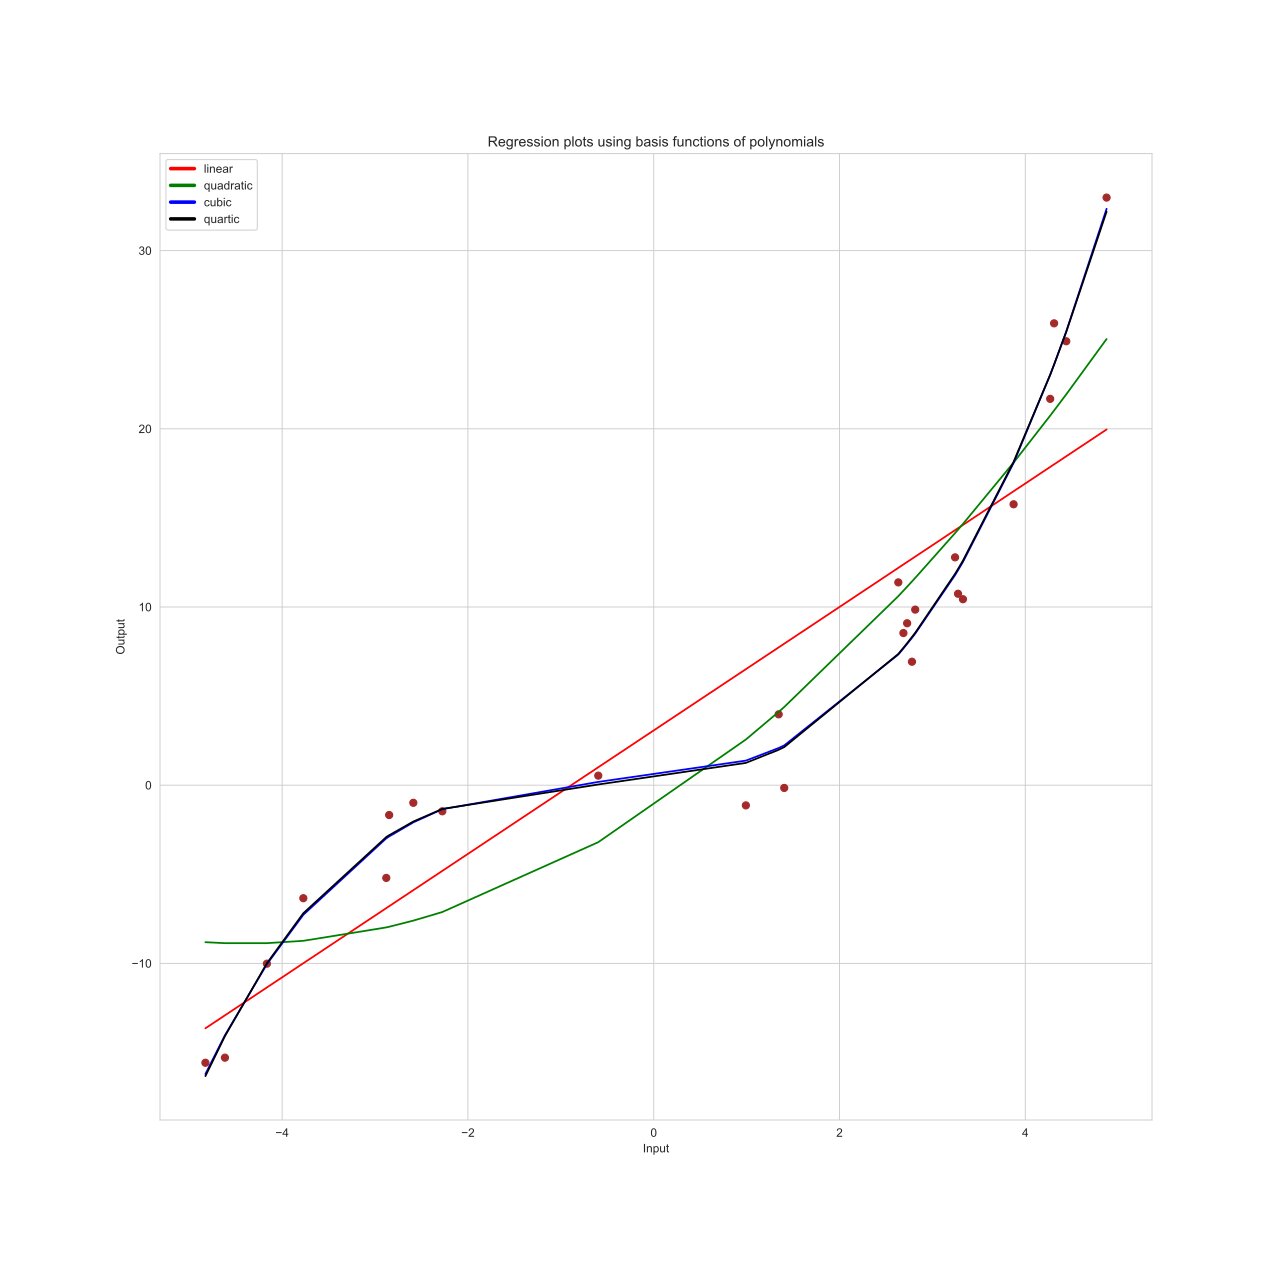 Regression plots using basis functions of polynomials
linear
quadratic
cubic
quartic
30
20
10
0
−10
Output
−4
−2
0
2
4
Input